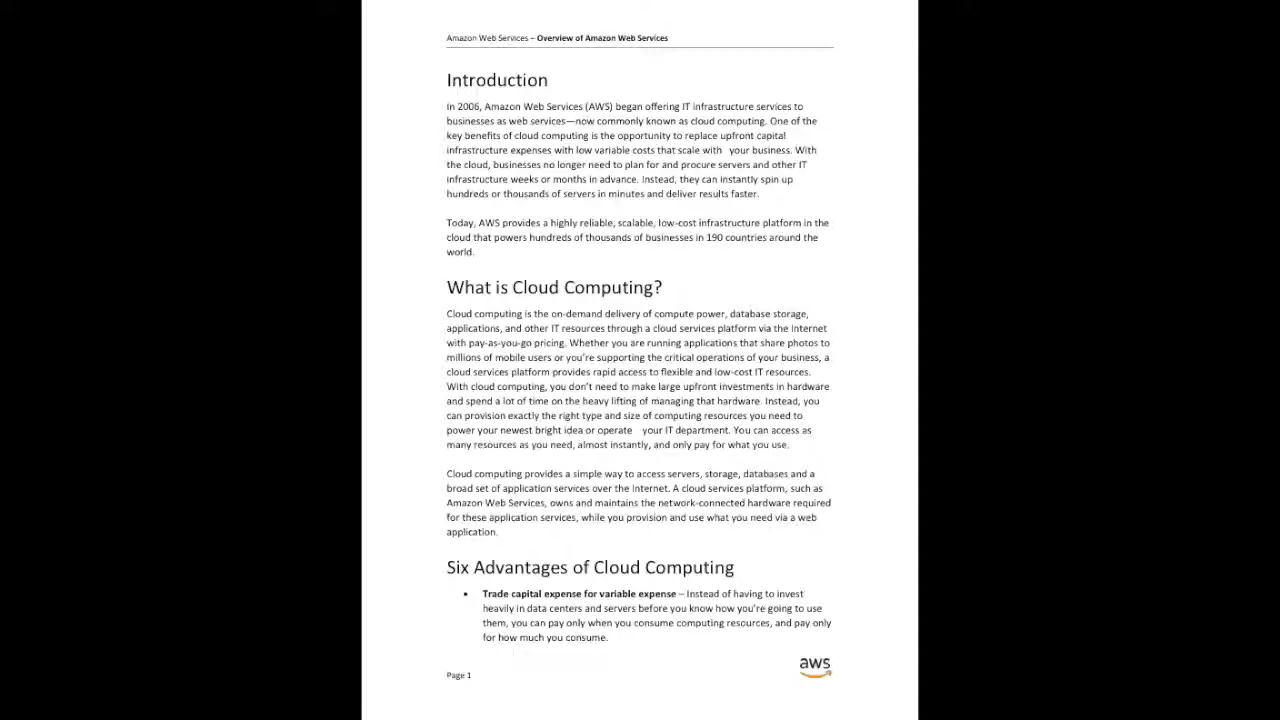 Amazon Web Services – Overview of Amazon Web Services
Introduction
In 2006, Amazon Web Services (AWS) began offering IT infrastructure services to
businesses as web services—now commonly known as cloud computing. One of the
key benefits of cloud computing is the opportunity to replace upfront capital
infrastructure expenses with low variable costs that scale with your business. With
the cloud, businesses no longer need to plan for and procure servers and other IT
infrastructure weeks or months in advance. Instead, they can instantly spin up
hundreds or thousands of servers in minutes and deliver results faster.
Today, AWS provides a highly reliable, scalable, low-cost infrastructure platform in the
cloud that powers hundreds of thousands of businesses in 190 countries around the
world.
What is Cloud Computing?
Cloud computing is the on-demand delivery of compute power, database storage,
applications, and other IT resources through a cloud services platform via the Internet
with pay-as-you-go pricing. Whether you are running applications that share photos to
millions of mobile users or you're supporting the critical operations of your business, a
cloud services platform provides rapid access to flexible and low-cost IT resources.
With cloud computing, you don't need to make large upfront investments in hardware
and spend a lot of time on the heavy lifting of managing that hardware. Instead, you
can provision exactly the right type and size of computing resources you need to
power your newest bright idea or operate your IT department. You can access as
many resources as you need, almost instantly, and only pay for what you use.
Cloud computing provides a simple way to access servers, storage, databases and a
broad set of application services over the Internet. A cloud services platform, such as
Amazon Web Services, owns and maintains the network-connected hardware required
for these application services, while you provision and use what you need via a web
application.
Six Advantages of Cloud Computing
• Trade capital expense for variable expense – Instead of having to invest
heavily in data centers and servers before you know how you're going to use
them, you can pay only when you consume computing resources, and pay only
for how much you consume.
aws
Page 1